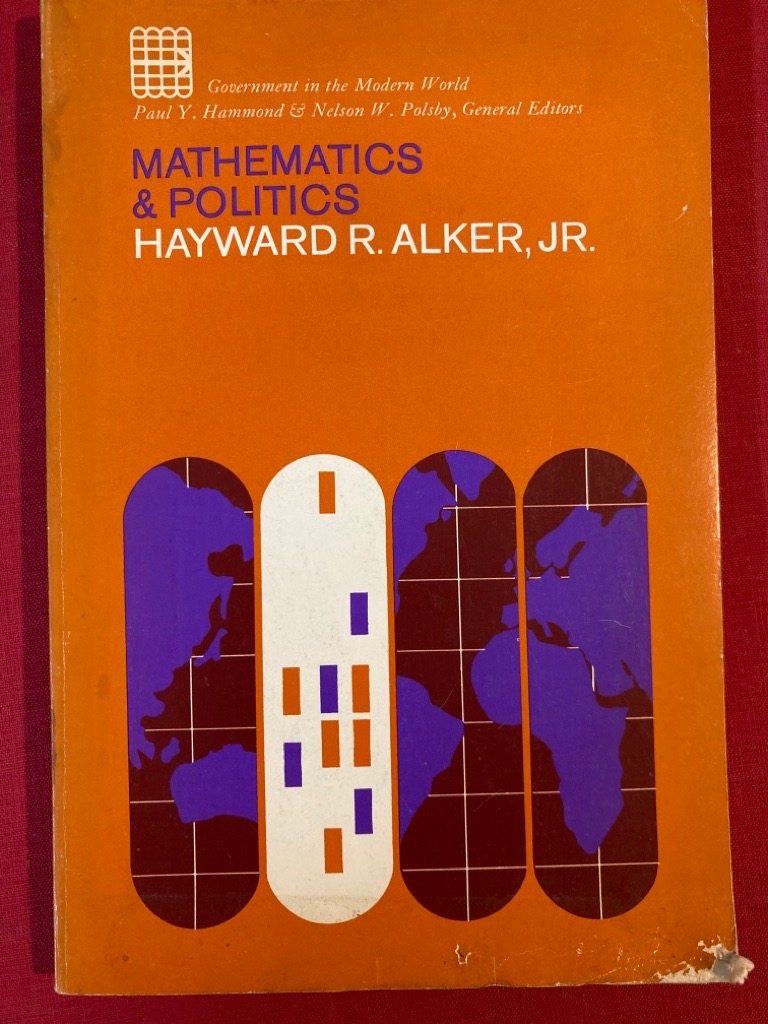 Government in the Modern World
Paul Y. Hammond & Nelson W. Polsby, General Editors
MATHEMATICS
& POLITICS
HAYWARD R. ALKER, JR.